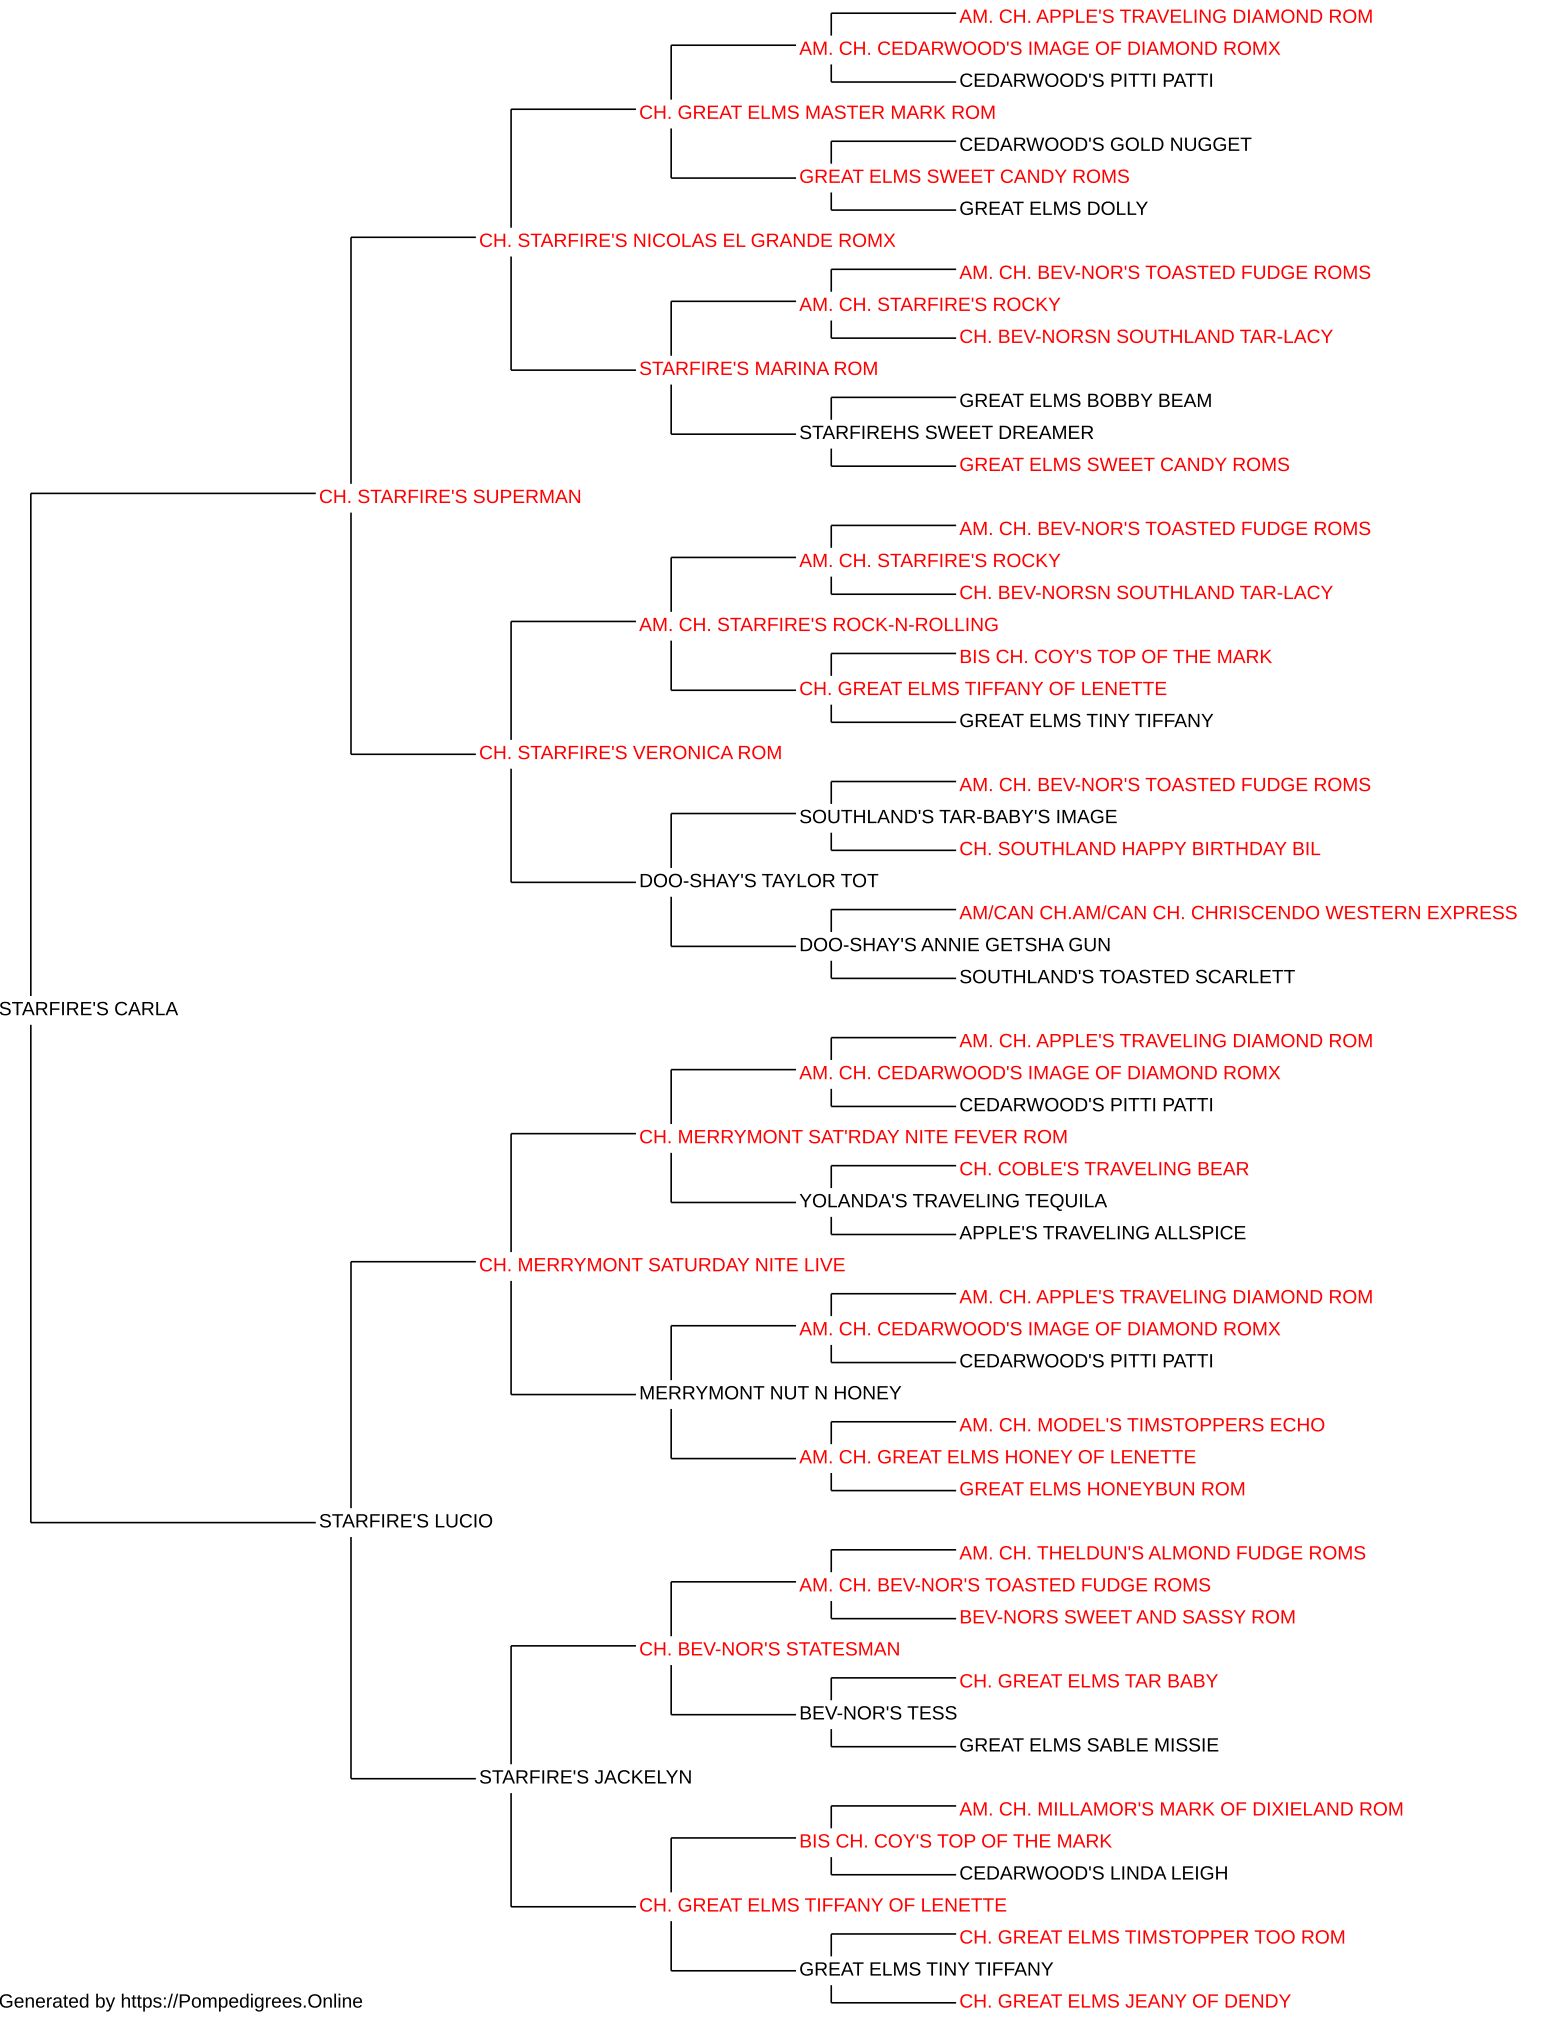 AM. CH. APPLE'S TRAVELING DIAMOND ROM
AM. CH. CEDARWOOD'S IMAGE OF DIAMOND ROMX
CEDARWOOD'S PITTI PATTI
CH. GREAT ELMS MASTER MARK ROM
CEDARWOOD'S GOLD NUGGET
GREAT ELMS SWEET CANDY ROMS
GREAT ELMS DOLLY
CH. STARFIRE'S NICOLAS EL GRANDE ROMX
AM. CH. BEV-NOR'S TOASTED FUDGE ROMS
AM. CH. STARFIRE'S ROCKY
CH. BEV-NORSN SOUTHLAND TAR-LACY
STARFIRE'S MARINA ROM
GREAT ELMS BOBBY BEAM
STARFIREHS SWEET DREAMER
GREAT ELMS SWEET CANDY ROMS
CH. STARFIRE'S SUPERMAN
AM. CH. BEV-NOR'S TOASTED FUDGE ROMS
AM. CH. STARFIRE'S ROCKY
CH. BEV-NORSN SOUTHLAND TAR-LACY
AM. CH. STARFIRE'S ROCK-N-ROLLING
BIS CH. COY'S TOP OF THE MARK
CH. GREAT ELMS TIFFANY OF LENETTE
GREAT ELMS TINY TIFFANY
CH. STARFIRE'S VERONICA ROM
AM. CH. BEV-NOR'S TOASTED FUDGE ROMS
SOUTHLAND'S TAR-BABY'S IMAGE
CH. SOUTHLAND HAPPY BIRTHDAY BIL
DOO-SHAY'S TAYLOR TOT
AM/CAN CH.AM/CAN CH. CHRISCENDO WESTERN EXPRESS
DOO-SHAY'S ANNIE GETSHA GUN
SOUTHLAND'S TOASTED SCARLETT
STARFIRE'S CARLA
AM. CH. APPLE'S TRAVELING DIAMOND ROM
AM. CH. CEDARWOOD'S IMAGE OF DIAMOND ROMX
CEDARWOOD'S PITTI PATTI
CH. MERRYMONT SAT'RDAY NITE FEVER ROM
CH. COBLE'S TRAVELING BEAR
YOLANDA'S TRAVELING TEQUILA
APPLE'S TRAVELING ALLSPICE
CH. MERRYMONT SATURDAY NITE LIVE
AM. CH. APPLE'S TRAVELING DIAMOND ROM
AM. CH. CEDARWOOD'S IMAGE OF DIAMOND ROMX
CEDARWOOD'S PITTI PATTI
MERRYMONT NUT N HONEY
AM. CH. MODEL'S TIMSTOPPERS ECHO
AM. CH. GREAT ELMS HONEY OF LENETTE
GREAT ELMS HONEYBUN ROM
STARFIRE'S LUCIO
AM. CH. THELDUN'S ALMOND FUDGE ROMS
AM. CH. BEV-NOR'S TOASTED FUDGE ROMS
BEV-NORS SWEET AND SASSY ROM
CH. BEV-NOR'S STATESMAN
CH. GREAT ELMS TAR BABY
BEV-NOR'S TESS
GREAT ELMS SABLE MISSIE
STARFIRE'S JACKELYN
AM. CH. MILLAMOR'S MARK OF DIXIELAND ROM
BIS CH. COY'S TOP OF THE MARK
CEDARWOOD'S LINDA LEIGH
CH. GREAT ELMS TIFFANY OF LENETTE
CH. GREAT ELMS TIMSTOPPER TOO ROM
GREAT ELMS TINY TIFFANY
CH. GREAT ELMS JEANY OF DENDY
Generated by https://Pompedigrees.Online